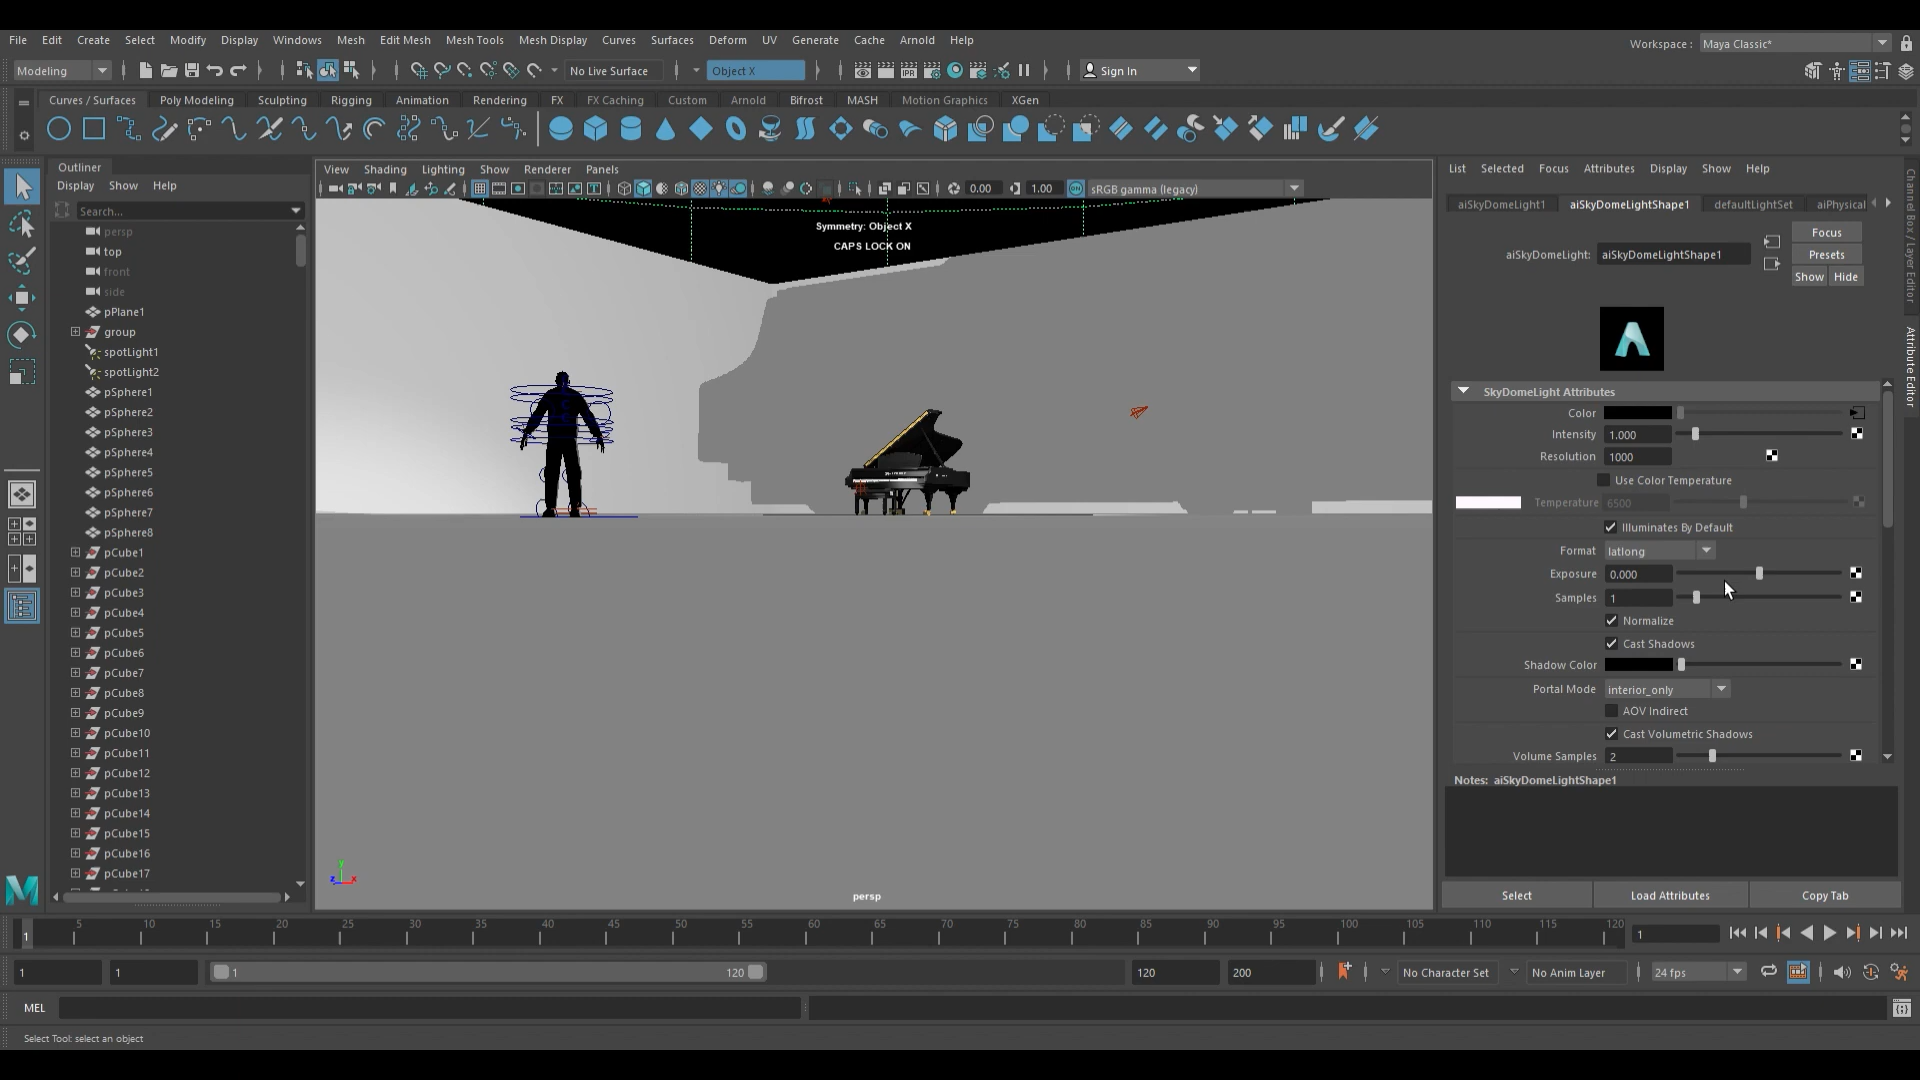 File Edit Create Select Modify Display Windows Mesh Edit Mesh Mesh Tools Mesh Display Curves Surfaces Deform UV Generate Cache Arnold Help
Workspace : Maya Classic*
Modeling No Live Surface Object X Sign In
Curves / Surfaces Poly Modeling Sculpting Rigging Animation Rendering FX FX Caching Custom Arnold Bifrost MASH Motion Graphics XGen
IPR
Outliner
Display Show Help
Search...
persp
top
front
side
pPlane1
group
spotLight1
spotLight2
pSphere1
pSphere2
pSphere3
pSphere4
pSphere5
pSphere6
pSphere7
pSphere8
pCube1
pCube2
pCube3
pCube4
pCube5
pCube6
pCube7
pCube8
pCube9
pCube10
pCube11
pCube12
pCube13
pCube14
pCube15
pCube16
pCube17
View Shading Lighting Show Renderer Panels
0.00 1.00 sRGB gamma (legacy)
Symmetry: Object X
CAPS LOCK ON
persp
List Selected Focus Attributes Display Show Help
aiSkyDomeLight1 aiSkyDomeLightShape1 defaultLightSet aiPhysical
Focus
aiSkyDomeLight: aiSkyDomeLightShape1 Presets
Show Hide
SkyDomeLight Attributes
Color
Intensity 1.000
Resolution 1000
Use Color Temperature
Temperature 6500
Illuminates By Default
Format latlong
Exposure 0.000
Samples 1
Normalize
Cast Shadows
Shadow Color
Portal Mode interior_only
AOV Indirect
Cast Volumetric Shadows
Volume Samples 2
Notes: aiSkyDomeLightShape1
Select Load Attributes Copy Tab
Channel Box / Layer Editor
Attribute Editor
1 5 10 15 20 25 30 35 40 45 50 55 60 65 70 75 80 85 90 95 100 105 110 115 120 1
1 1 1 120 120 200 No Character Set No Anim Layer 24 fps
MEL
Select Tool: select an object